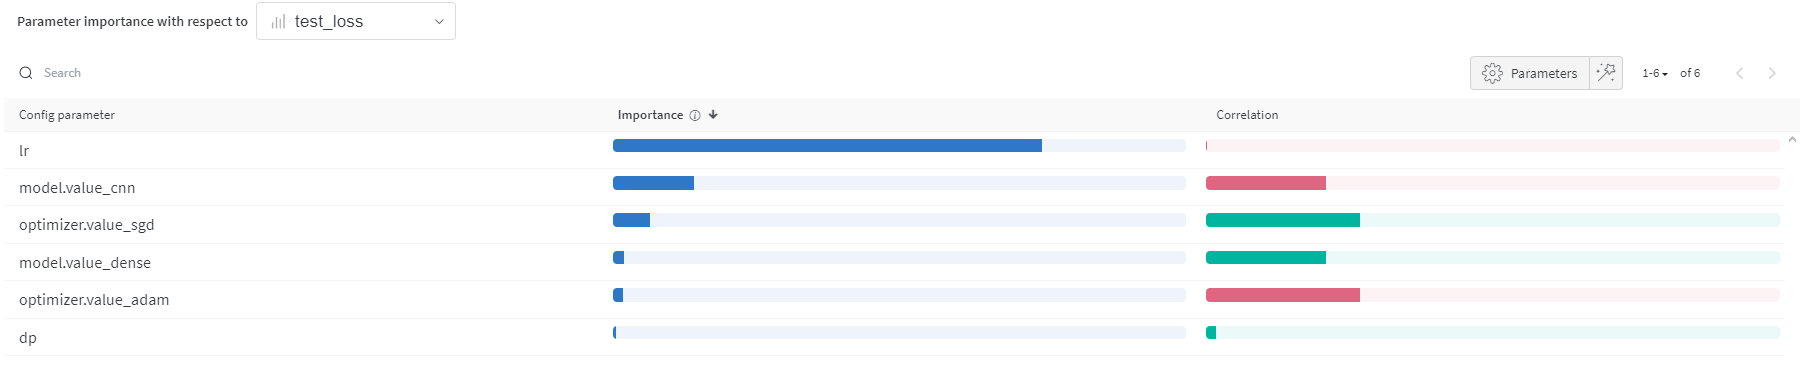 Parameter importance with respect to test_loss
Search Parameters 1-6 of 6
Config parameter Importance Correlation
lr
model.value_cnn
optimizer.value_sgd
model.value_dense
optimizer.value_adam
dp